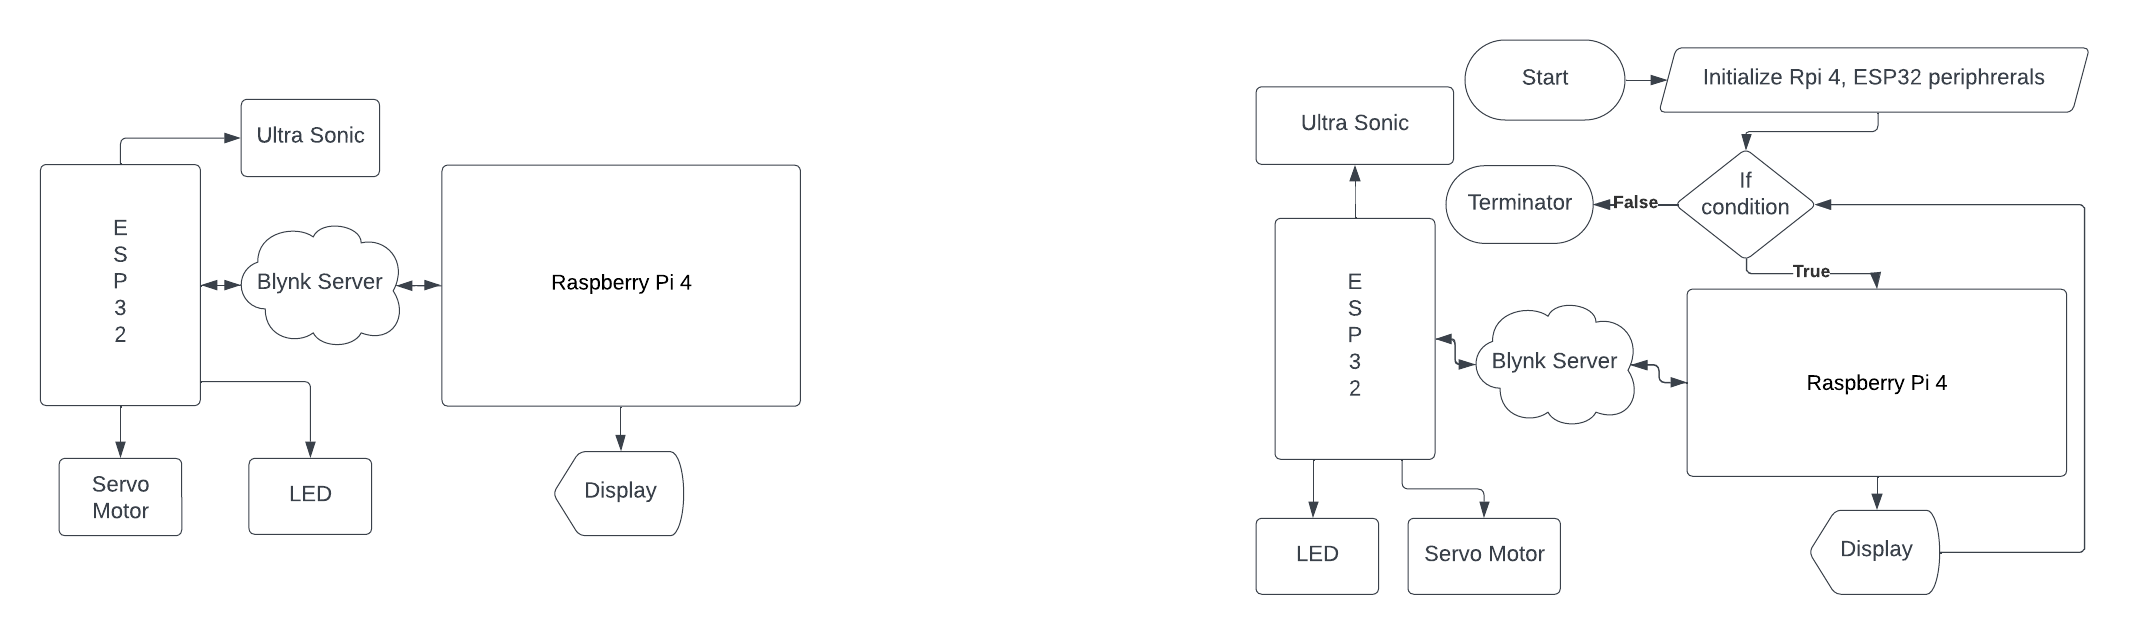 Ultra Sonic
E
S
P
3
2
Blynk Server
Raspberry Pi 4
Servo
Motor
LED
Display
Start
Initialize Rpi 4, ESP32 periphrerals
Ultra Sonic
If
condition
False
Terminator
True
E
S
P
3
2
Blynk Server
Raspberry Pi 4
LED
Servo Motor
Display